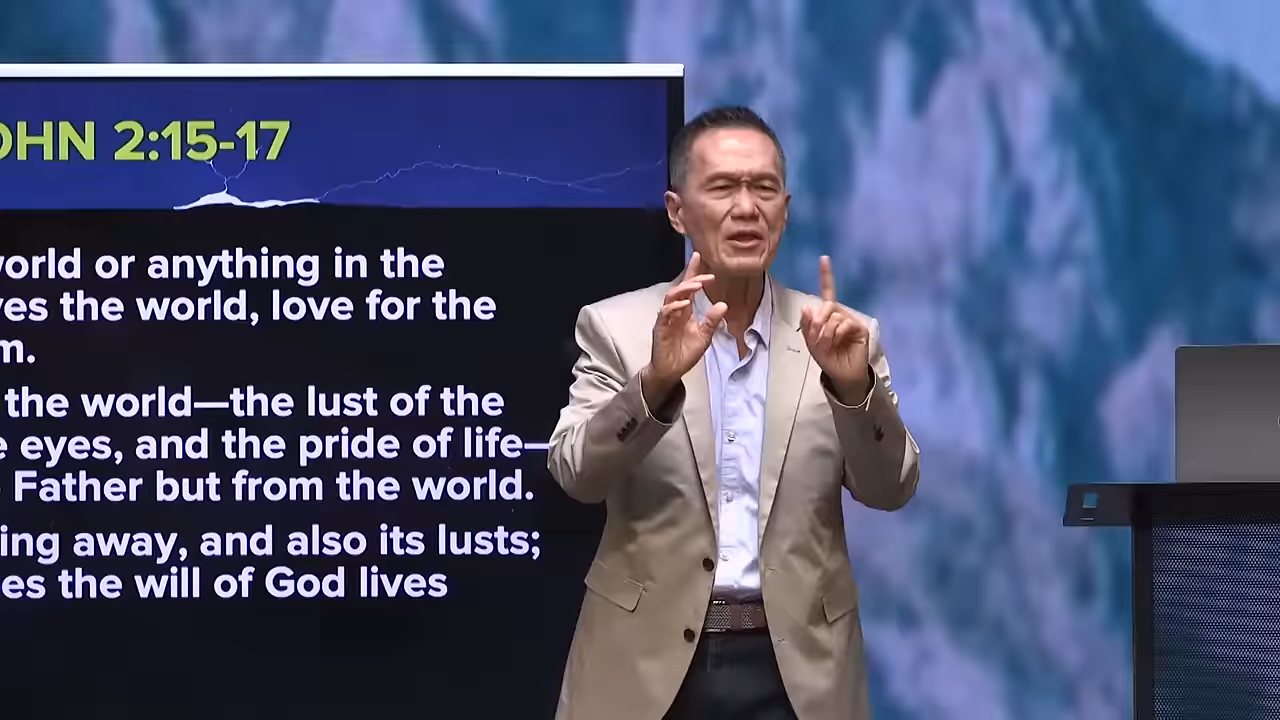 OHN 2:15-17
world or anything in the
ves the world, love for the
m.
the world—the lust of the
e eyes, and the pride of life—
Father but from the world.
ing away, and also its lusts;
es the will of God lives